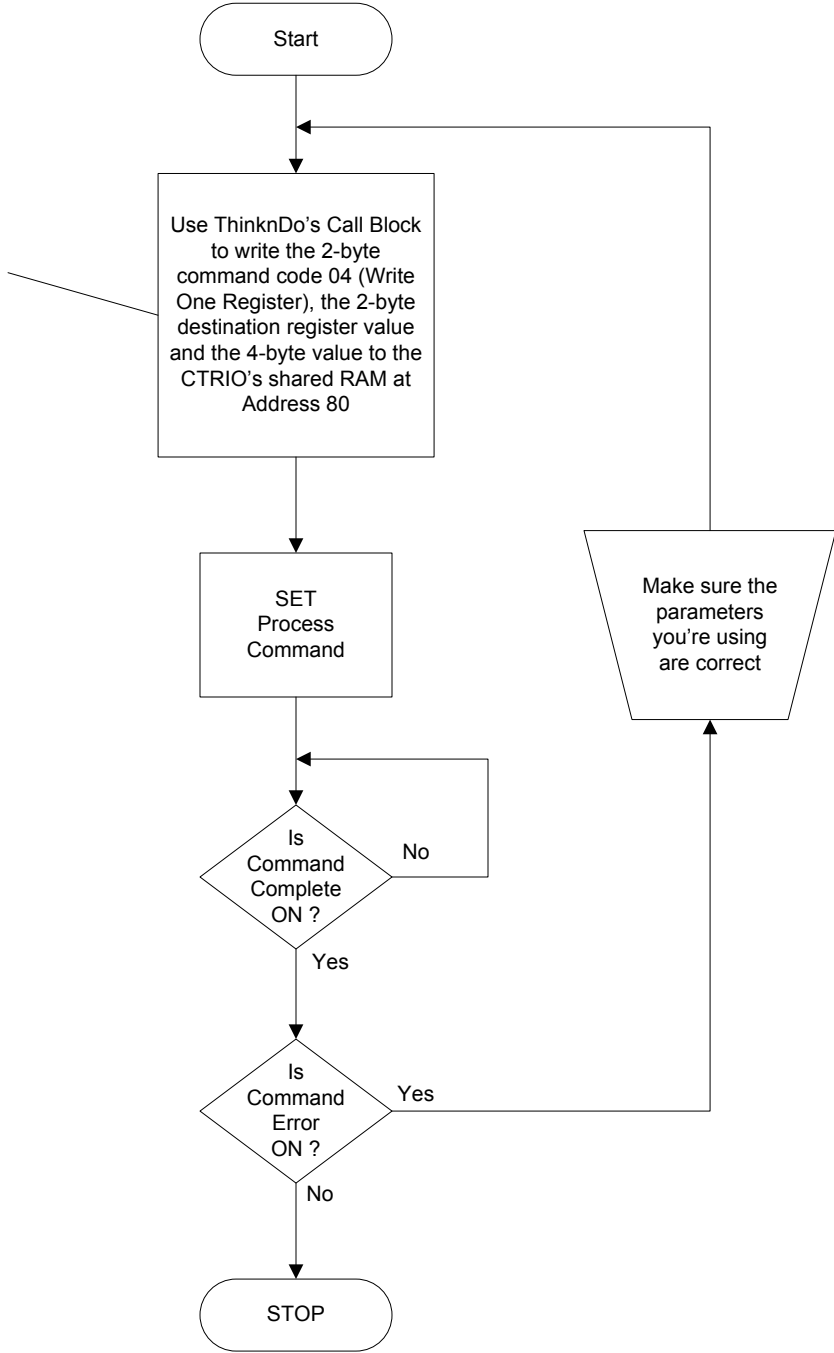 Start
Use ThinknDo's Call Block
to write the 2-byte
command code 04 (Write
One Register), the 2-byte
destination register value
and the 4-byte value to the
CTRIO's shared RAM at
Address 80
SET
Process
Command
Make sure the
parameters
you're using
are correct
Is
Command
Complete
ON ?
No
Yes
Is
Command
Error
ON ?
Yes
No
STOP